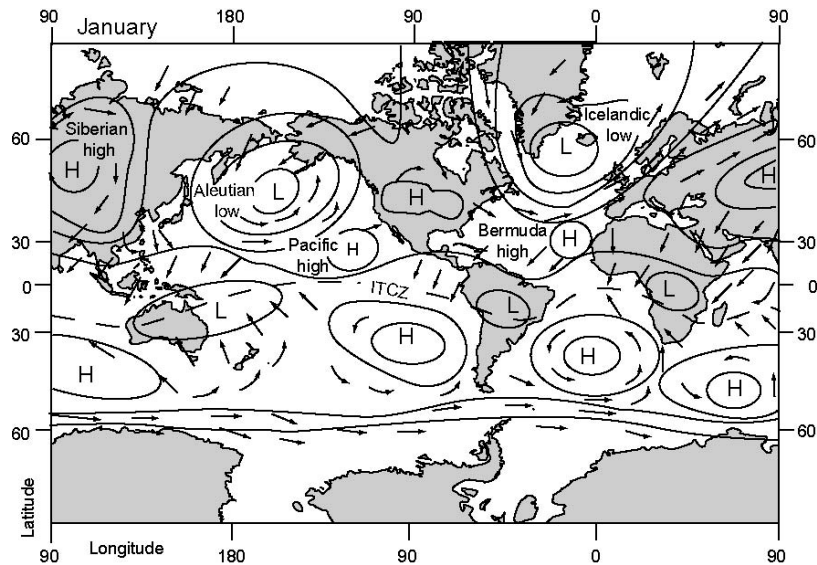 90 180 90 0 90
January
Icelandic
low
60 Siberian 60
high
L
H
Aleutian L
low
H
H
30 Pacific H Bermuda H 30
high high
0 ITCZ L 0
L L
30 H 30
H H H
60 60
Latitude
Longitude
90 180 90 0 90